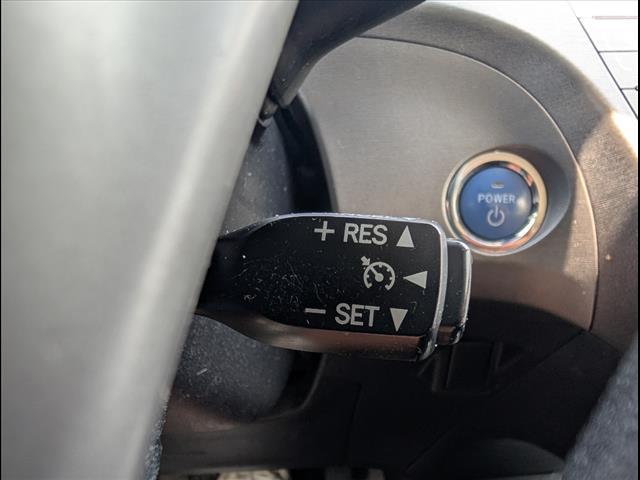 POWER
+ RES
- SET